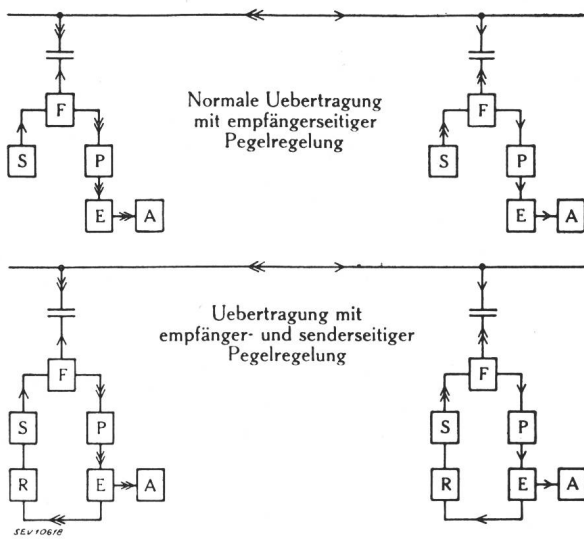 F
F
Normale Uebertragung
mit empfängerseitiger
Pegelregelung
S
P
S
P
E
A
E
A
Uebertragung mit
empfänger- und senderseitiger
Pegelregelung
F
F
S
P
S
P
R
E
A
R
E
A
SEV10618